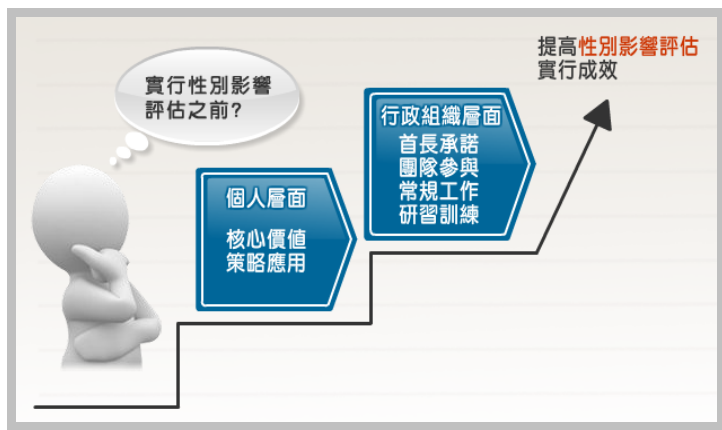 實行性別影響
評估之前?
個人層面
核心價值
策略應用
行政組織層面
首長承諾
團隊參與
常規工作
研習訓練
提高性別影響評估
實行成效